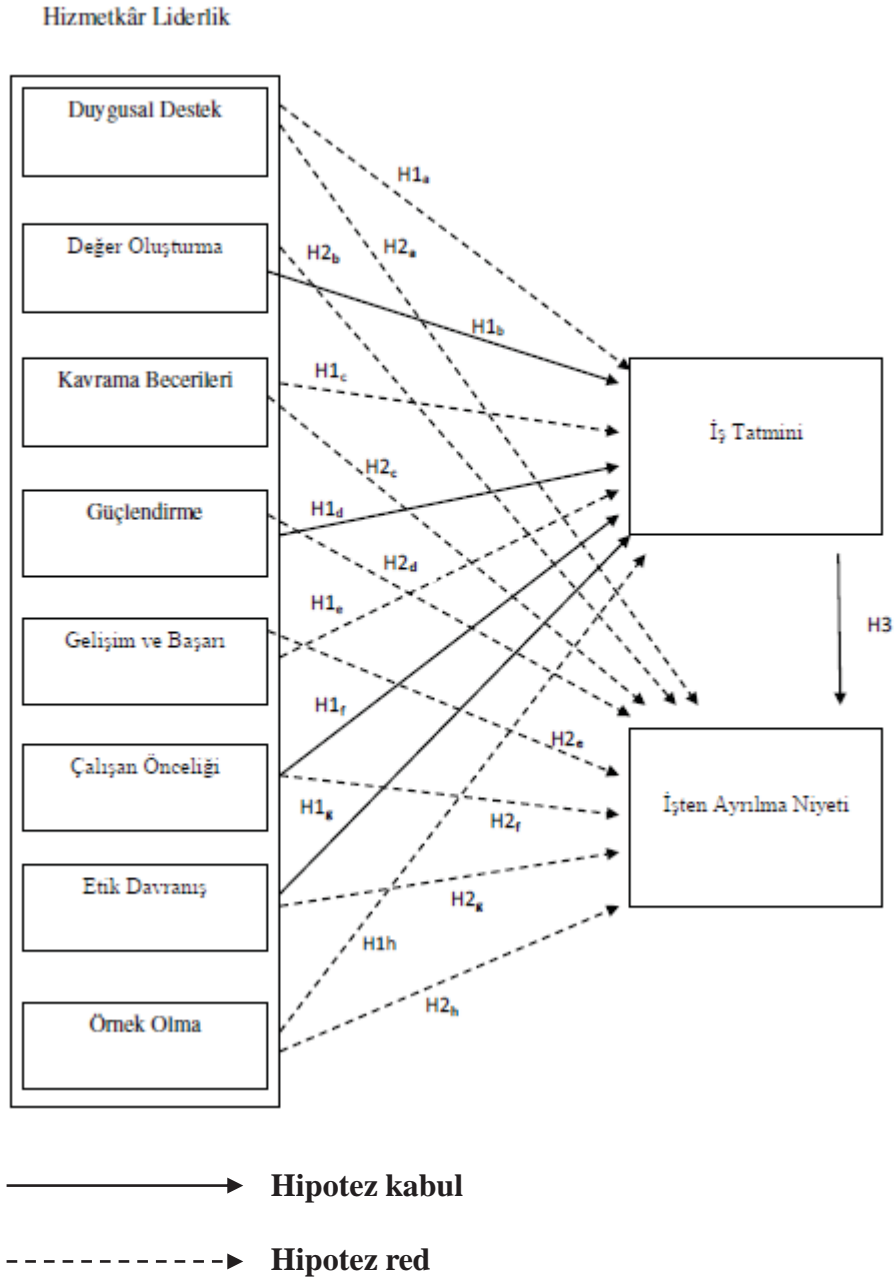 Hizmetkâr Liderlik
Duygusal Destek
H1ₐ
Değer Oluşturma
H2b
H2ₐ
H1b
Kavrama Becerileri
H1c
İş Tatmini
H2c
Güçlendirme
H1d
H2d
H1e
Gelişim ve Başarı
H3
H1f
H2e
Çalışan Önceliği
İşten Ayrılma Niyeti
H1g
H2f
Etik Davranış
H2g
H1h
Örnek Olma
H2h
Hipotez kabul
Hipotez red